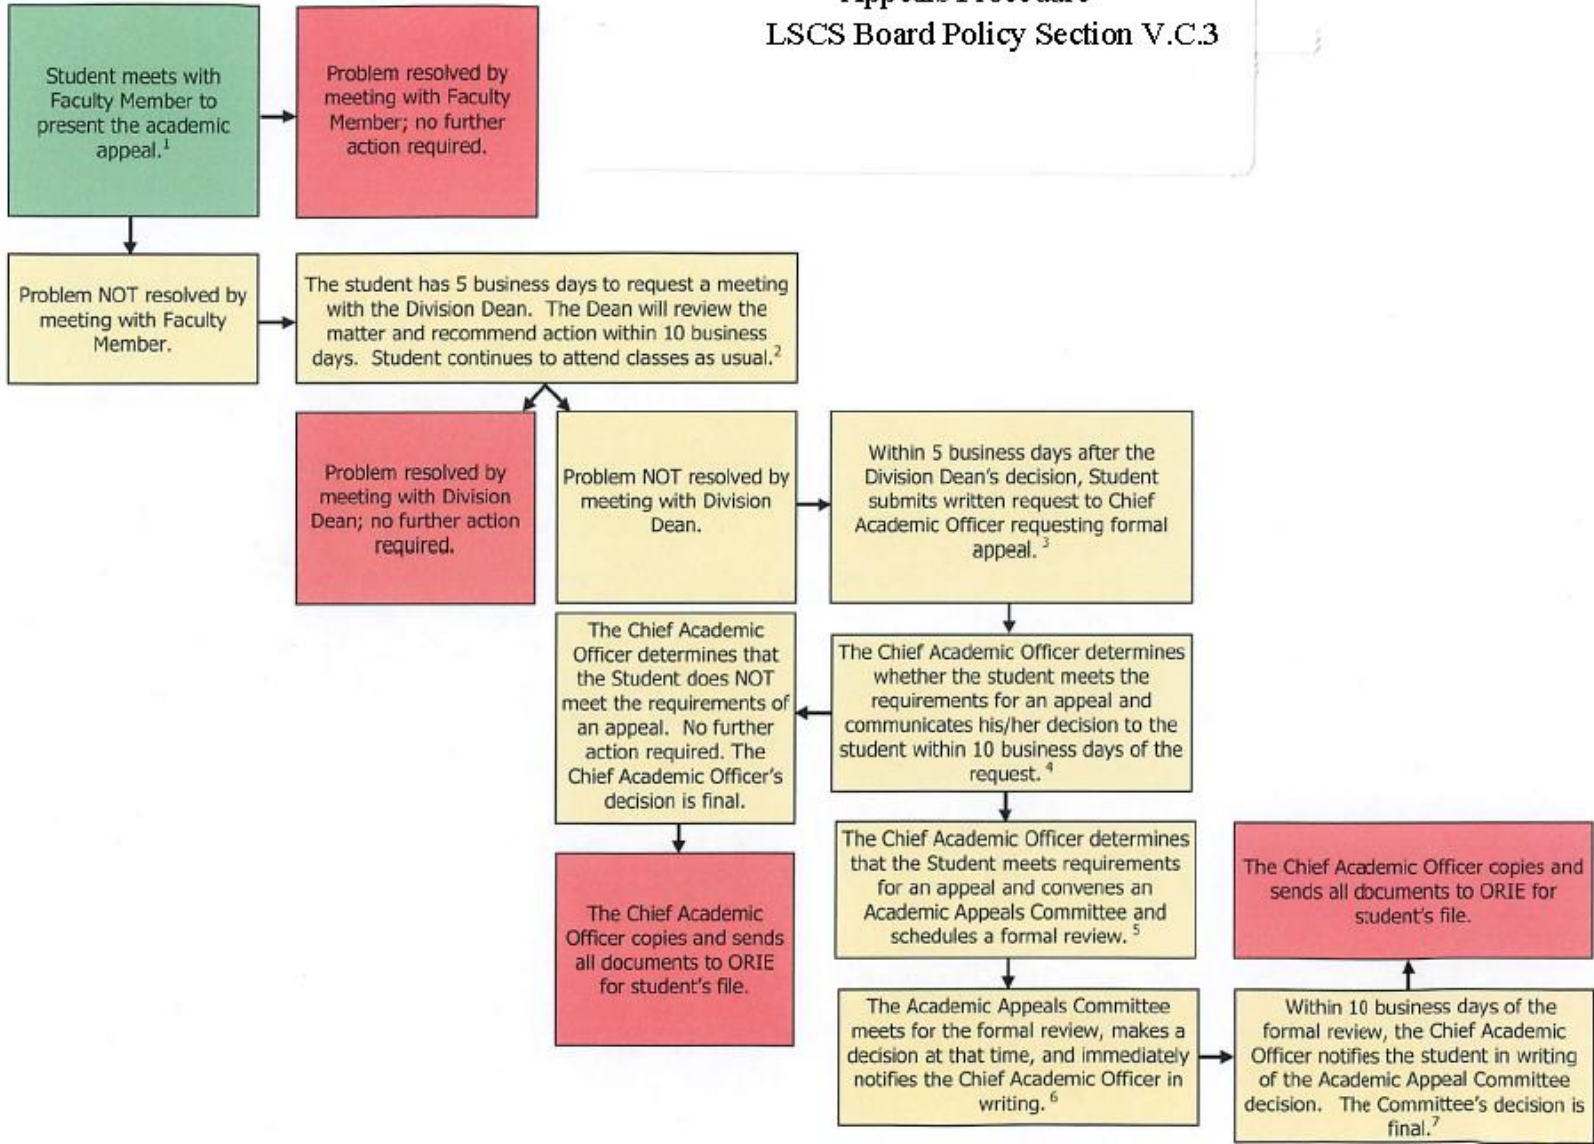 Appeals Procedure
LSCS Board Policy Section V.C.3
Student meets with
Faculty Member to
present the academic
appeal.1
Problem resolved by
meeting with Faculty
Member; no further
action required.
Problem NOT resolved by
meeting with Faculty
Member.
The student has 5 business days to request a meeting
with the Division Dean. The Dean will review the
matter and recommend action within 10 business
days. Student continues to attend classes as usual.2
Problem resolved by
meeting with Division
Dean; no further action
required.
Problem NOT resolved by
meeting with Division
Dean.
Within 5 business days after the
Division Dean's decision, Student
submits written request to Chief
Academic Officer requesting formal
appeal. 3
The Chief Academic
Officer determines that
the Student does NOT
meet the requirements of
an appeal. No further
action required. The
Chief Academic Officer's
decision is final.
The Chief Academic Officer determines
whether the student meets the
requirements for an appeal and
communicates his/her decision to the
student within 10 business days of the
request. 4
The Chief Academic
Officer copies and sends
all documents to ORIE
for student's file.
The Chief Academic Officer determines
that the Student meets requirements
for an appeal and convenes an
Academic Appeals Committee and
schedules a formal review. 5
The Chief Academic Officer copies and
sends all documents to ORIE for
student's file.
The Academic Appeals Committee
meets for the formal review, makes a
decision at that time, and immediately
notifies the Chief Academic Officer in
writing. 6
Within 10 business days of the
formal review, the Chief Academic
Officer notifies the student in writing
of the Academic Appeal Committee
decision. The Committee's decision is
final.7